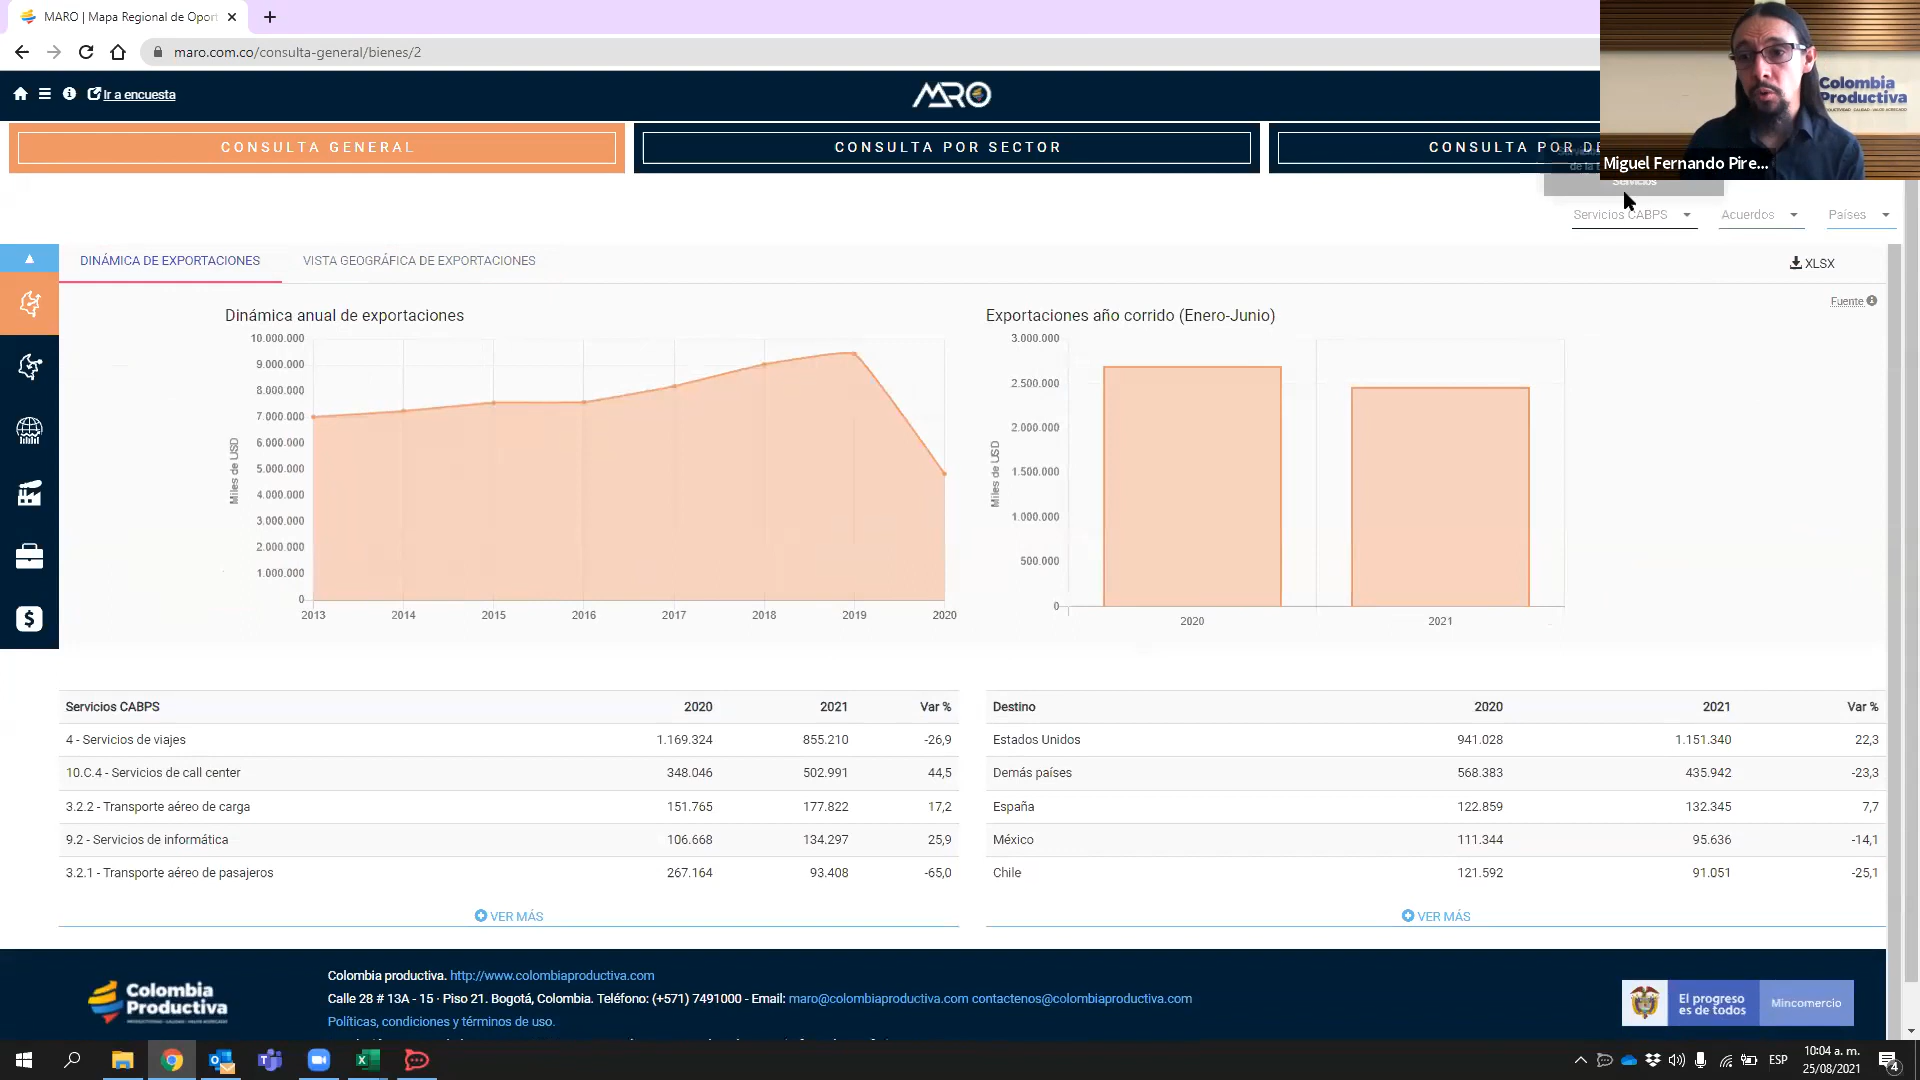 MARO | Mapa Regional de Oport
maro.com.co/consulta-general/bienes/2
Ir a encuesta
MRO
CONSULTA GENERAL
CONSULTA POR SECTOR
CONSULTA POR DE
Colombia
Productiva
Miguel Fernando Pire...
Servicios
Servicios CABPS
Acuerdos
Países
DINÁMICA DE EXPORTACIONES
VISTA GEOGRÁFICA DE EXPORTACIONES
XLSX
Fuente
Dinámica anual de exportaciones
Miles de USD
10.000.000
9.000.000
8.000.000
7.000.000
6.000.000
5.000.000
4.000.000
3.000.000
2.000.000
1.000.000
0
2013 2014 2015 2016 2017 2018 2019 2020
Exportaciones año corrido (Enero-Junio)
Miles de USD
3.000.000
2.500.000
2.000.000
1.500.000
1.000.000
500.000
0
2020 2021
Servicios CABPS 2020 2021 Var %
4 - Servicios de viajes 1.169.324 855.210 -26,9
10.C.4 - Servicios de call center 348.046 502.991 44,5
3.2.2 - Transporte aéreo de carga 151.765 177.822 17,2
9.2 - Servicios de informática 106.668 134.297 25,9
3.2.1 - Transporte aéreo de pasajeros 267.164 93.408 -65,0
VER MÁS
Destino 2020 2021 Var %
Estados Unidos 941.028 1.151.340 22,3
Demás países 568.383 435.942 -23,3
España 122.859 132.345 7,7
México 111.344 95.636 -14,1
Chile 121.592 91.051 -25,1
VER MÁS
Colombia
Productiva
Colombia productiva. http://www.colombiaproductiva.com
Calle 28 # 13A - 15 · Piso 21. Bogotá, Colombia. Teléfono: (+571) 7491000 - Email: maro@colombiaproductiva.com contactenos@colombiaproductiva.com
Políticas, condiciones y términos de uso.
El progreso
es de todos
Mincomercio
ESP
10:04 a. m.
25/08/2021
4